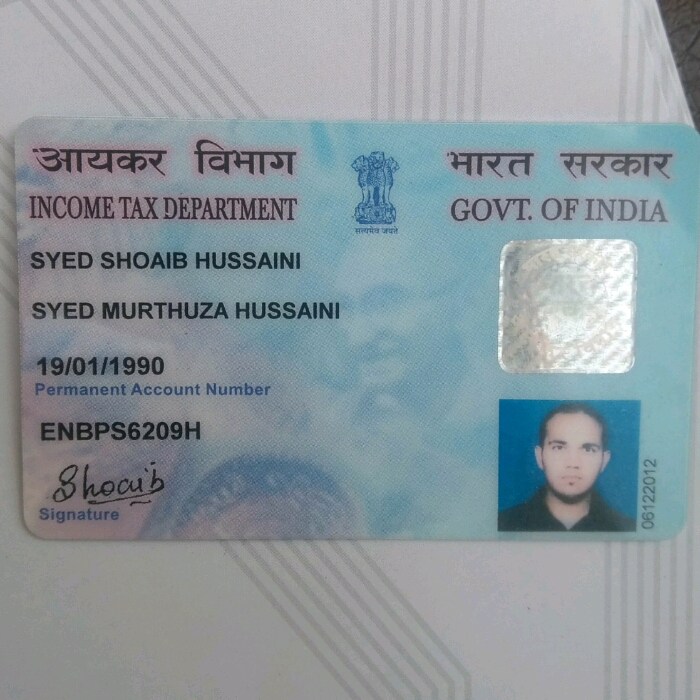 आयकर विभाग
भारत सरकार
INCOME TAX DEPARTMENT
GOVT. OF INDIA
सत्यमेव जयते
SYED SHOAIB HUSSAINI
SYED MURTHUZA HUSSAINI
19/01/1990
Permanent Account Number
ENBPS6209H
Shoaib
Signature
06122012